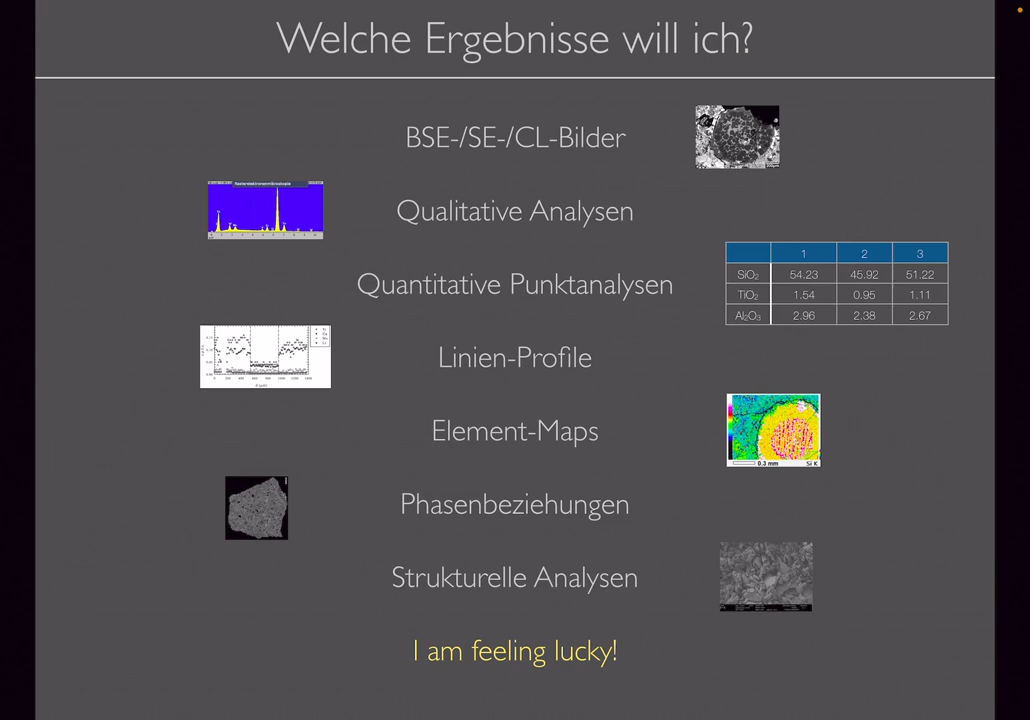 Welche Ergebnisse will ich?
BSE-/SE-/CL-Bilder
Qualitative Analysen
Quantitative Punktanalysen
1 2 3
SiO₂ 54.23 45.92 51.22
TiO₂ 1.54 0.95 1.11
Al₂O₃ 2.96 2.38 2.67
Linien-Profile
Element-Maps
0.3 mm Si K
Phasenbeziehungen
Strukturelle Analysen
I am feeling lucky!